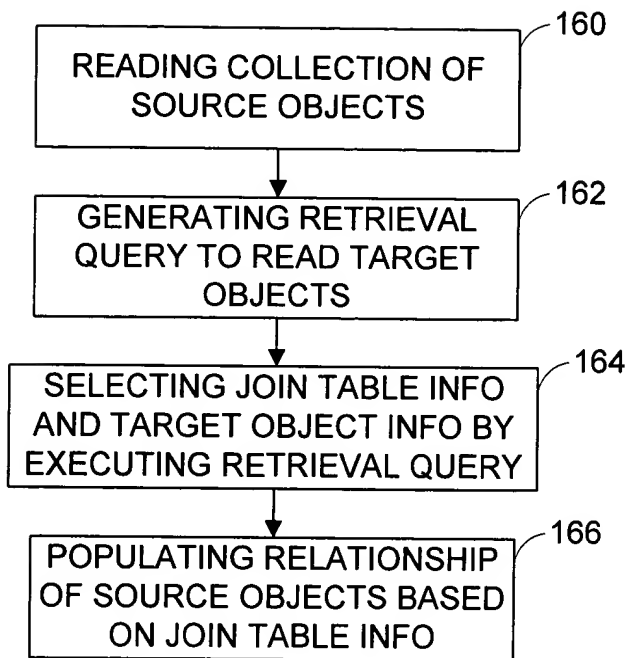 160
READING COLLECTION OF
SOURCE OBJECTS
162
GENERATING RETRIEVAL
QUERY TO READ TARGET
OBJECTS
164
SELECTING JOIN TABLE INFO
AND TARGET OBJECT INFO BY
EXECUTING RETRIEVAL QUERY
166
POPULATING RELATIONSHIP
OF SOURCE OBJECTS BASED
ON JOIN TABLE INFO